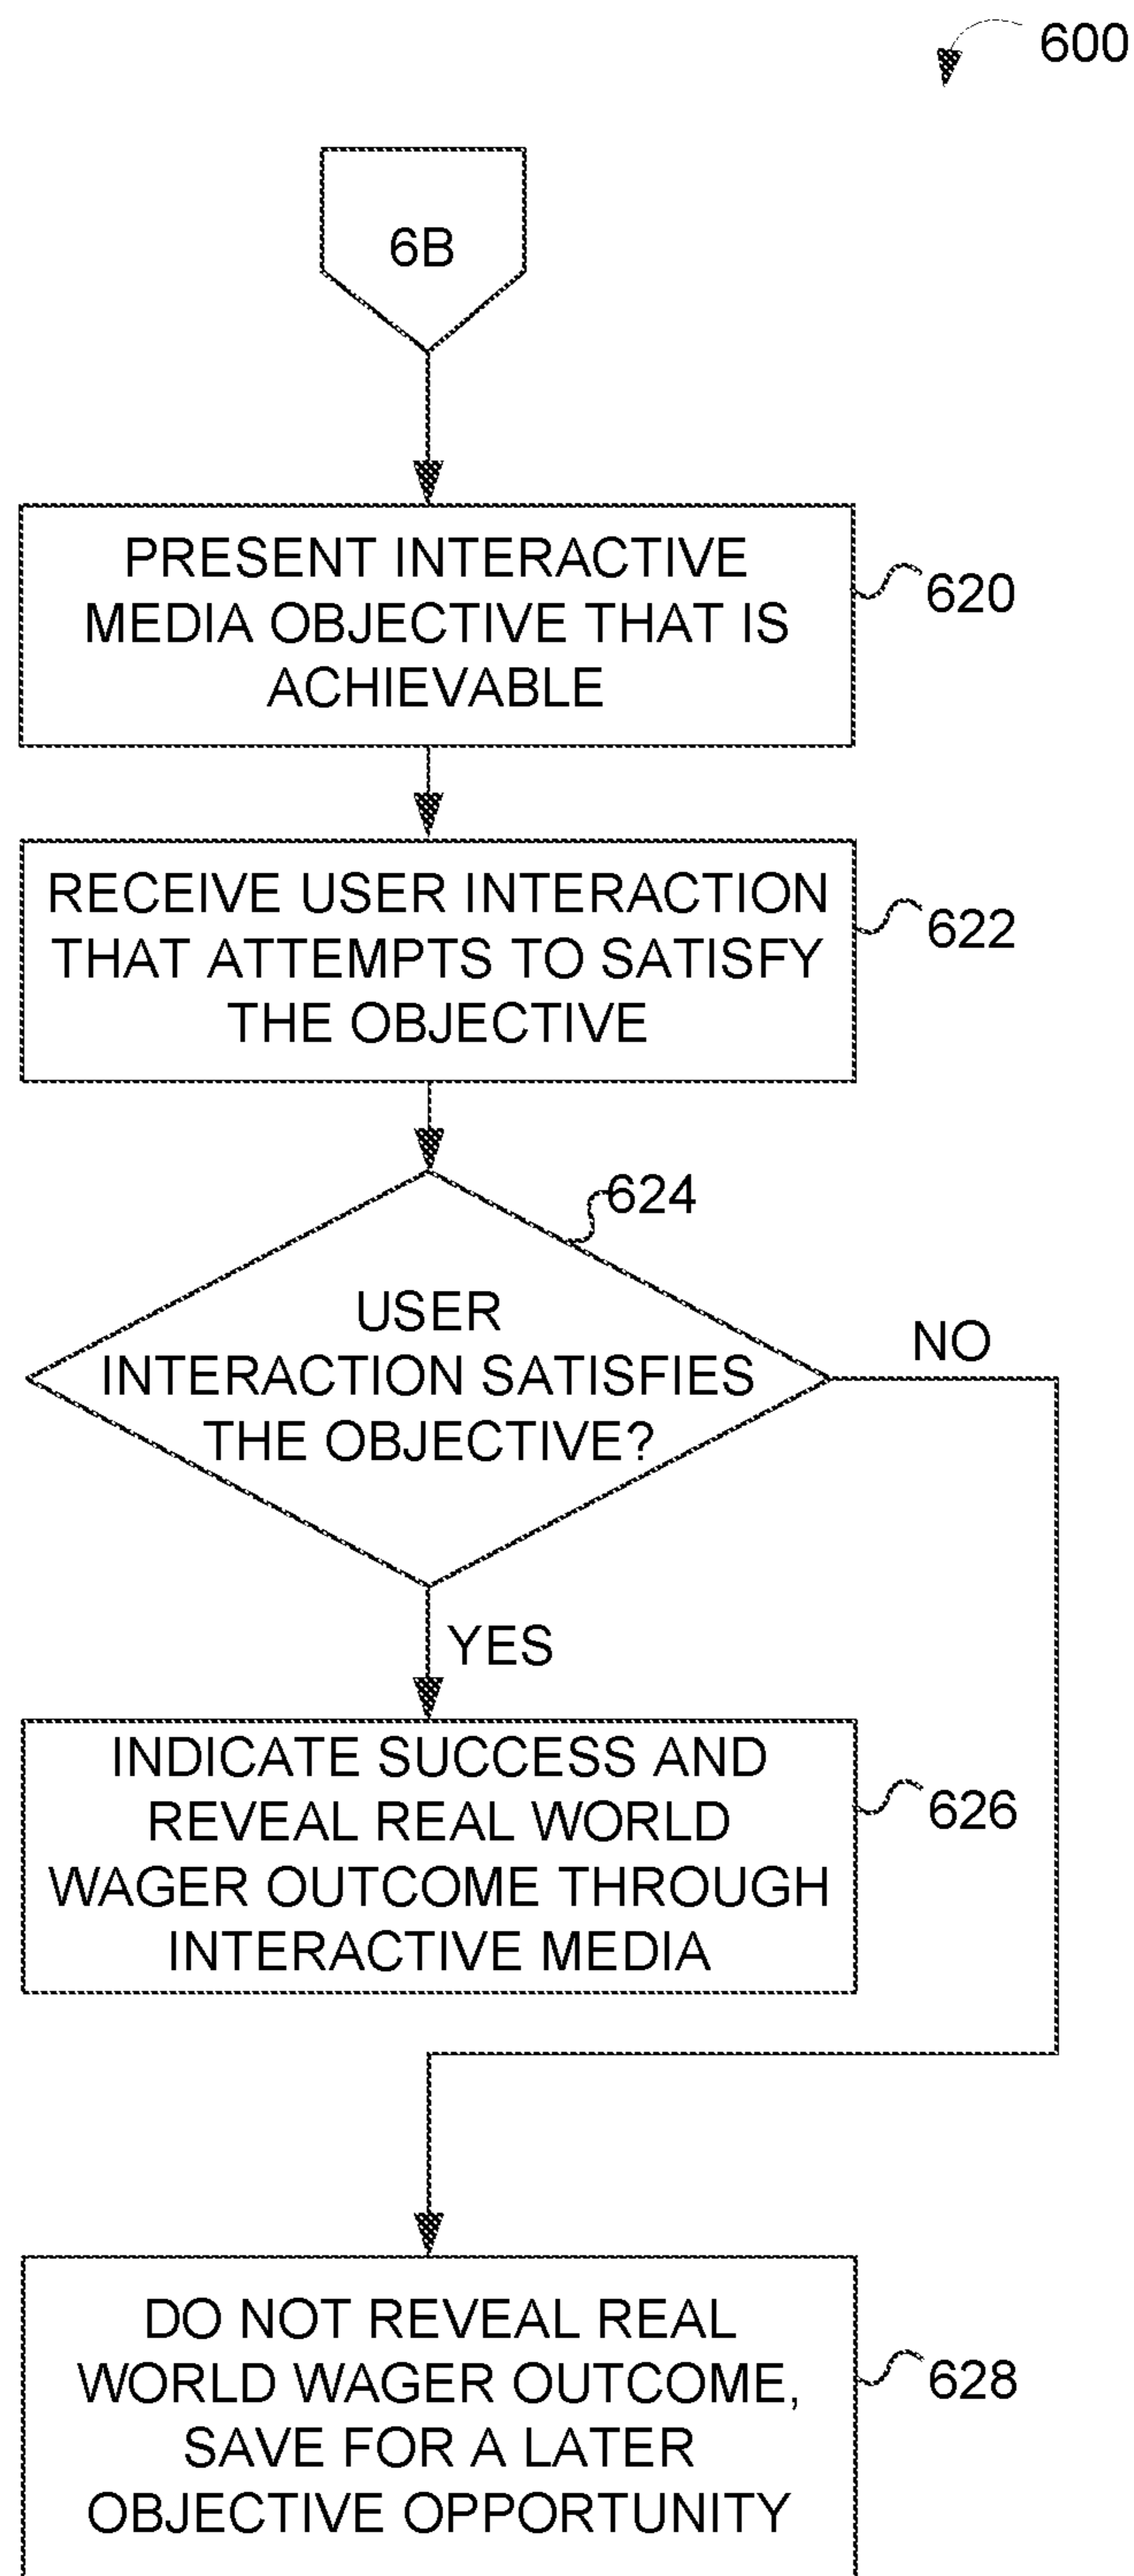 600
6B
PRESENT INTERACTIVE
MEDIA OBJECTIVE THAT IS
ACHIEVABLE
620
RECEIVE USER INTERACTION
THAT ATTEMPTS TO SATISFY
THE OBJECTIVE
622
624
USER
INTERACTION SATISFIES
THE OBJECTIVE?
NO
YES
INDICATE SUCCESS AND
REVEAL REAL WORLD
WAGER OUTCOME THROUGH
INTERACTIVE MEDIA
626
DO NOT REVEAL REAL
WORLD WAGER OUTCOME,
SAVE FOR A LATER
OBJECTIVE OPPORTUNITY
628